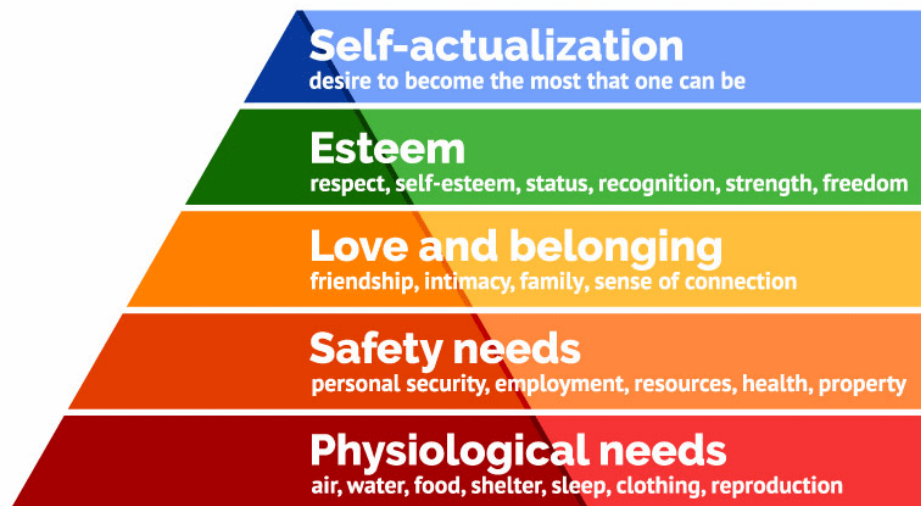 Self-actualization
desire to become the most that one can be
Esteem
respect, self-esteem, status, recognition, strength, freedom
Love and belonging
friendship, intimacy, family, sense of connection
Safety needs
personal security, employment, resources, health, property
Physiological needs
air, water, food, shelter, sleep, clothing, reproduction